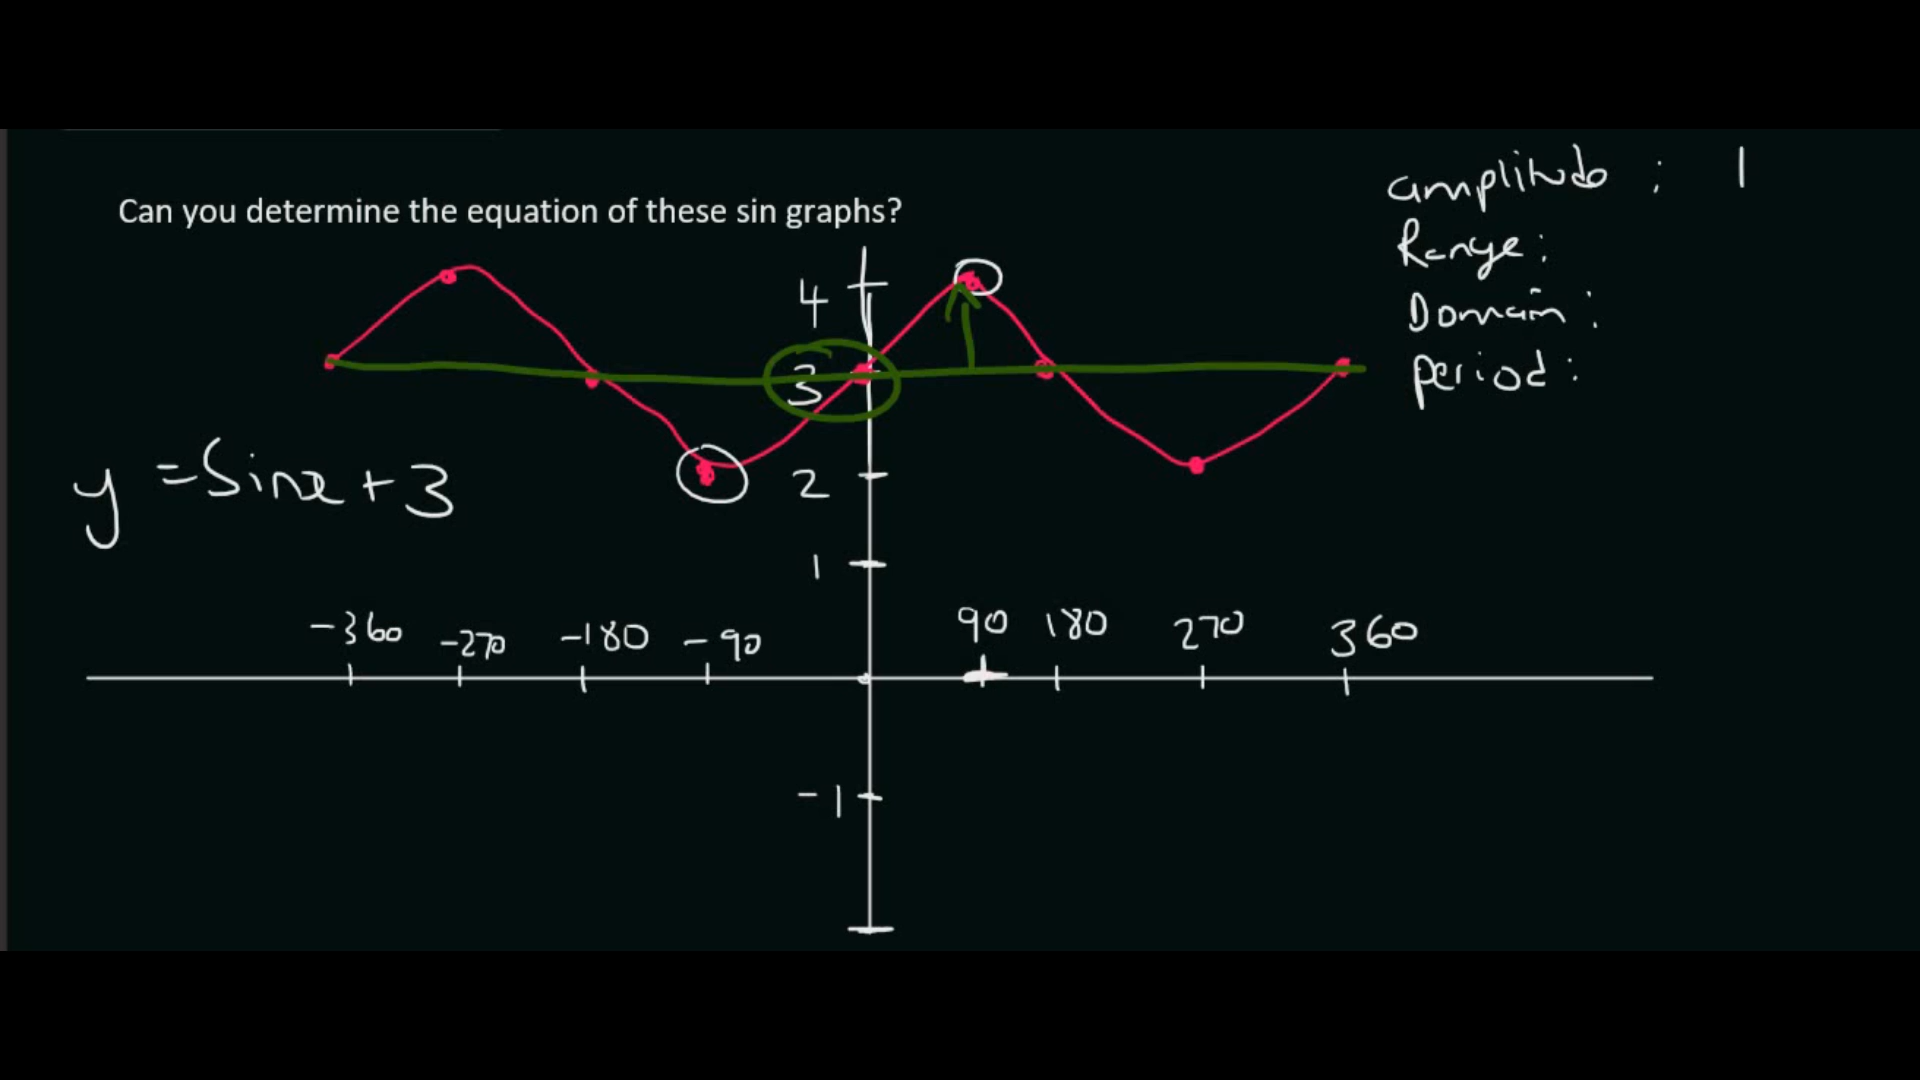 Can you determine the equation of these sin graphs?
amplitude : 1
Range :
Domain :
period :
4
3
2
1
y = Sinx + 3
-360 -270 -180 -90 90 180 270 360
-1